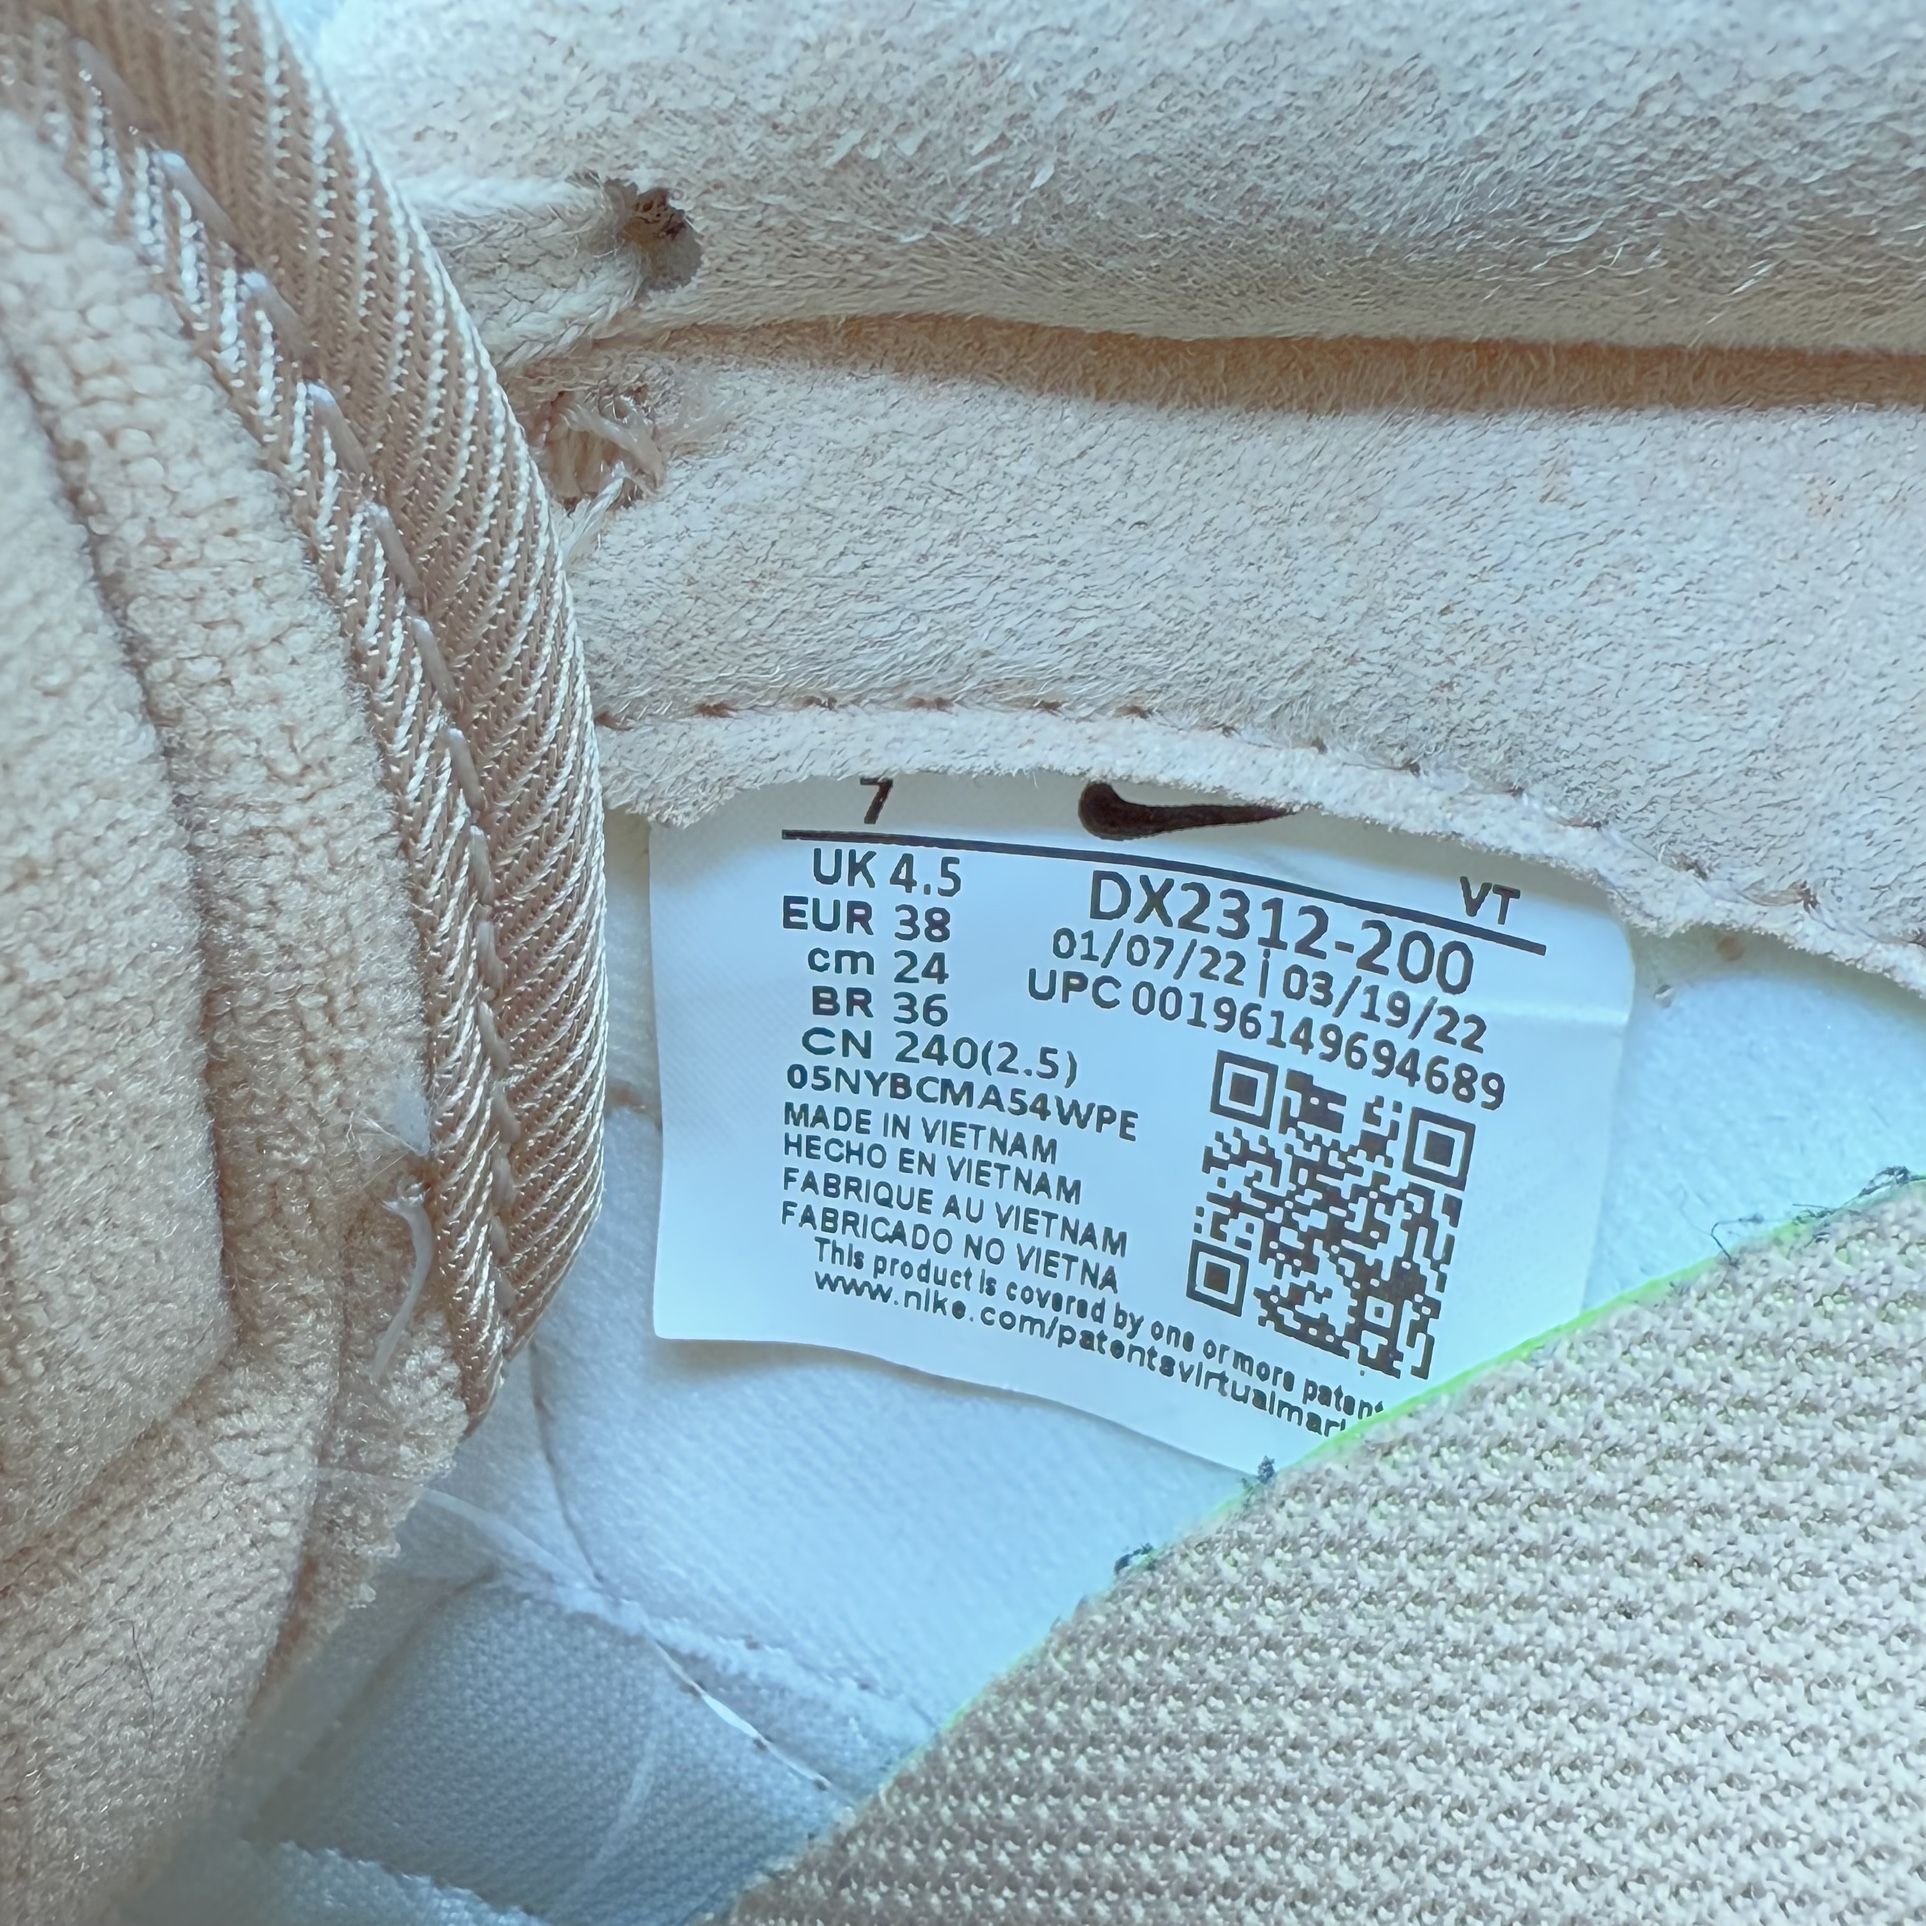 7
UK 4.5
EUR 38
cm 24
BR 36
CN 240(2.5)
05NYBCMA54WPE
MADE IN VIETNAM
HECHO EN VIETNAM
FABRIQUE AU VIETNAM
FABRICADO NO VIETNA
This product is covered by one or more patent
www.nike.com/patentsvirtualmar
VT
DX2312-200
01/07/22 | 03/19/22
UPC 00196149694689